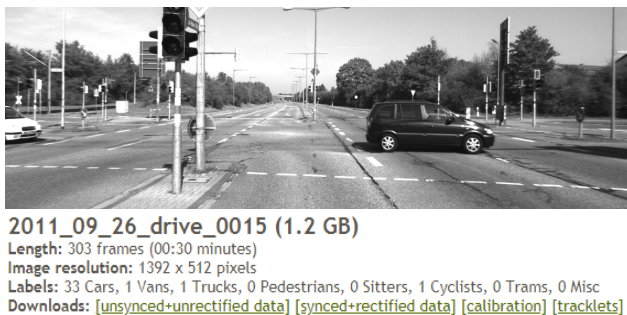 2011_09_26_drive_0015 (1.2 GB)
Length: 303 frames (00:30 minutes)
Image resolution: 1392 x 512 pixels
Labels: 33 Cars, 1 Vans, 1 Trucks, 0 Pedestrians, 0 Sitters, 1 Cyclists, 0 Trams, 0 Misc
Downloads: [unsynced+unrectified data] [synced+rectified data] [calibration] [tracklets]